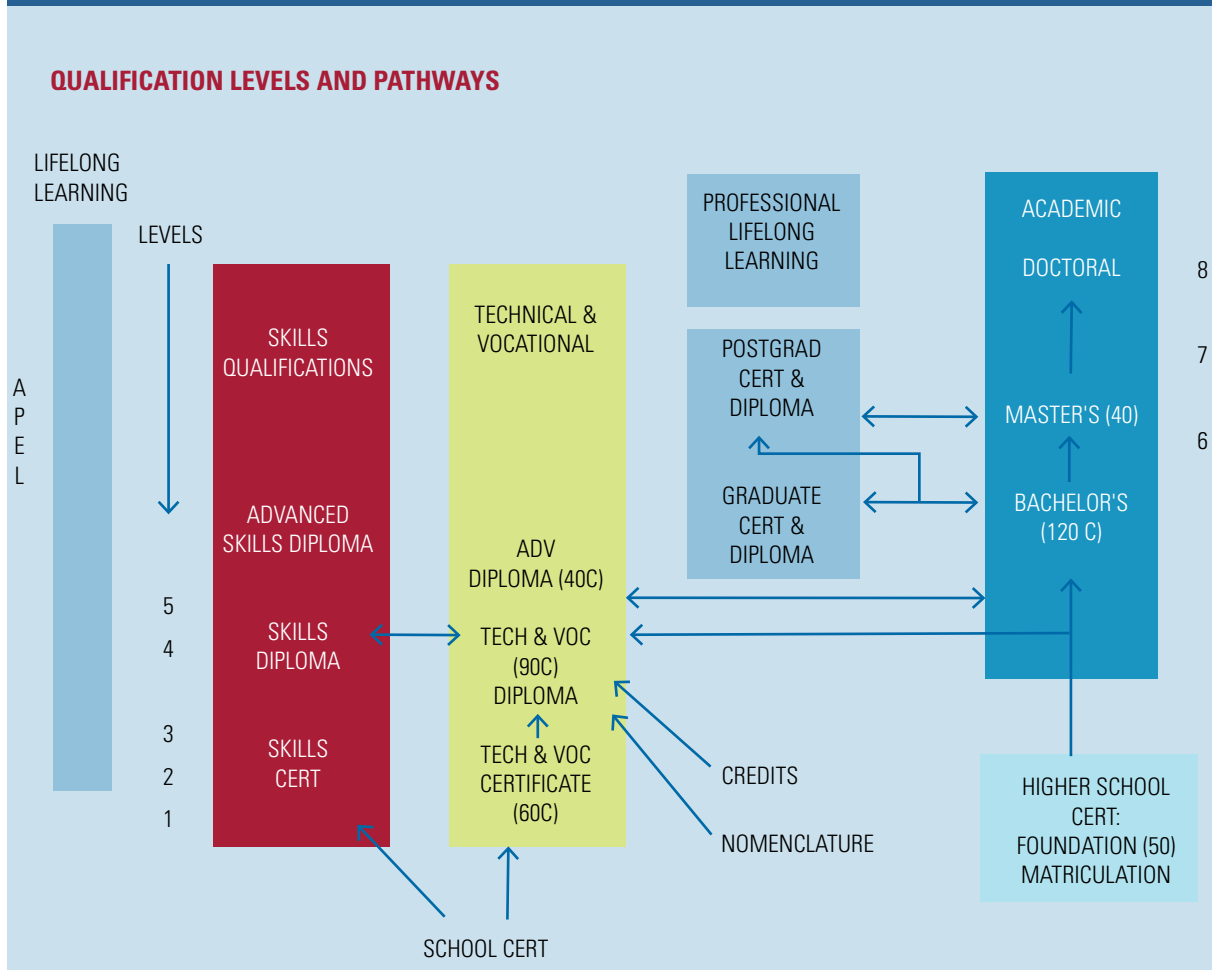 QUALIFICATION LEVELS AND PATHWAYS
LIFELONG
LEARNING
A
P
E
L
LEVELS
5
4
3
2
1
SKILLS
QUALIFICATIONS
ADVANCED
SKILLS DIPLOMA
SKILLS
DIPLOMA
SKILLS
CERT
TECHNICAL &
VOCATIONAL
ADV
DIPLOMA (40C)
TECH & VOC
(90C)
DIPLOMA
TECH & VOC
CERTIFICATE
(60C)
SCHOOL CERT
CREDITS
NOMENCLATURE
PROFESSIONAL
LIFELONG
LEARNING
POSTGRAD
CERT &
DIPLOMA
GRADUATE
CERT &
DIPLOMA
ACADEMIC
DOCTORAL
MASTER'S (40)
BACHELOR'S
(120 C)
8
7
6
HIGHER SCHOOL
CERT:
FOUNDATION (50)
MATRICULATION